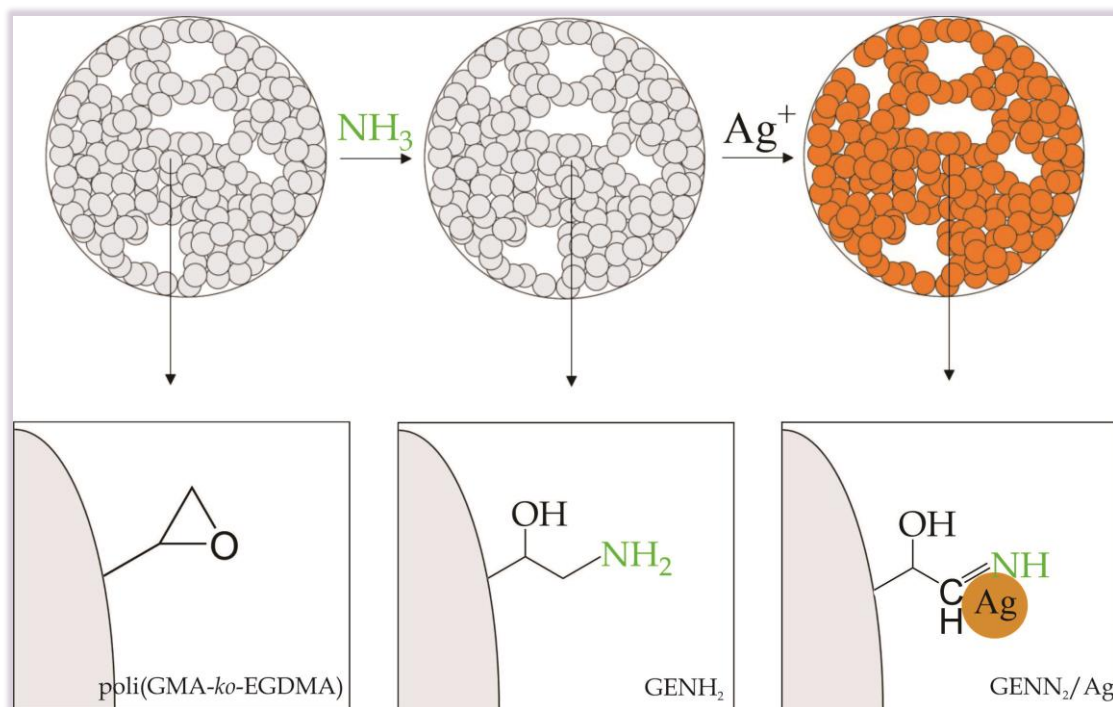 NH₃
Ag⁺
O
poli(GMA-ko-EGDMA)
OH
NH₂
GENH₂
OH
NH
C
H
Ag
GENN₂/Ag